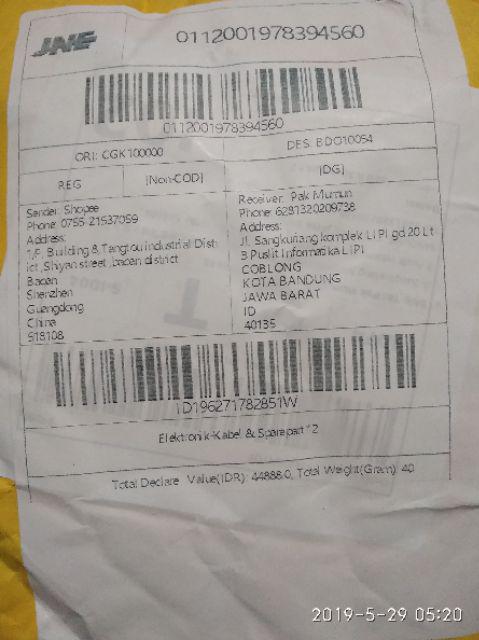 JNE
0112001978394560
0112001978394560
ORI: CGK100000
DES: BDO10054
REG
[Non-COD]
[DG]
Sender: Shopee
Phone: 0755-21537059
Address:
1/F, Building 8, Tangtou industrial Distr
ict ,Shiyan street ,baoan district
Baoan
Shenzhen
Guangdong
China
518108
Receiver: Pak Mumun
Phone: 6281320209738
Address:
Jl. Sangkuriang komplek LIPI gd 20 Lt
3 Puslit Informatika LIPI
COBLONG
KOTA BANDUNG
JAWA BARAT
ID
40135
ID196271782851W
Elektronik-Kabel & Sparepart*2
Total Declare Value(IDR): 44888.0, Total Weight(Gram): 40
2019-5-29 05:20